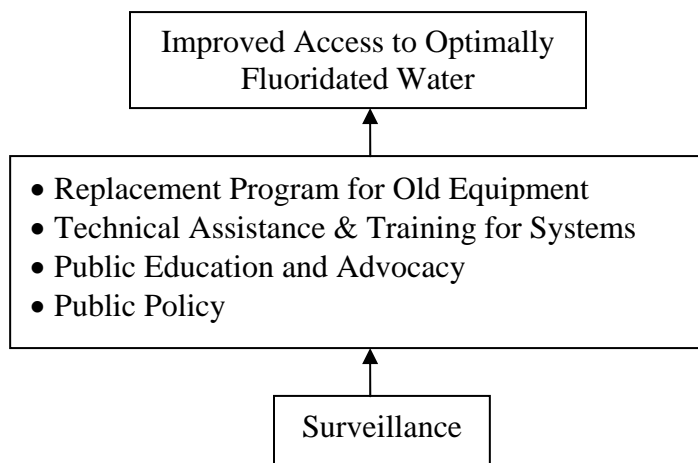 Improved Access to Optimally
Fluoridated Water
• Replacement Program for Old Equipment
• Technical Assistance & Training for Systems
• Public Education and Advocacy
• Public Policy
Surveillance